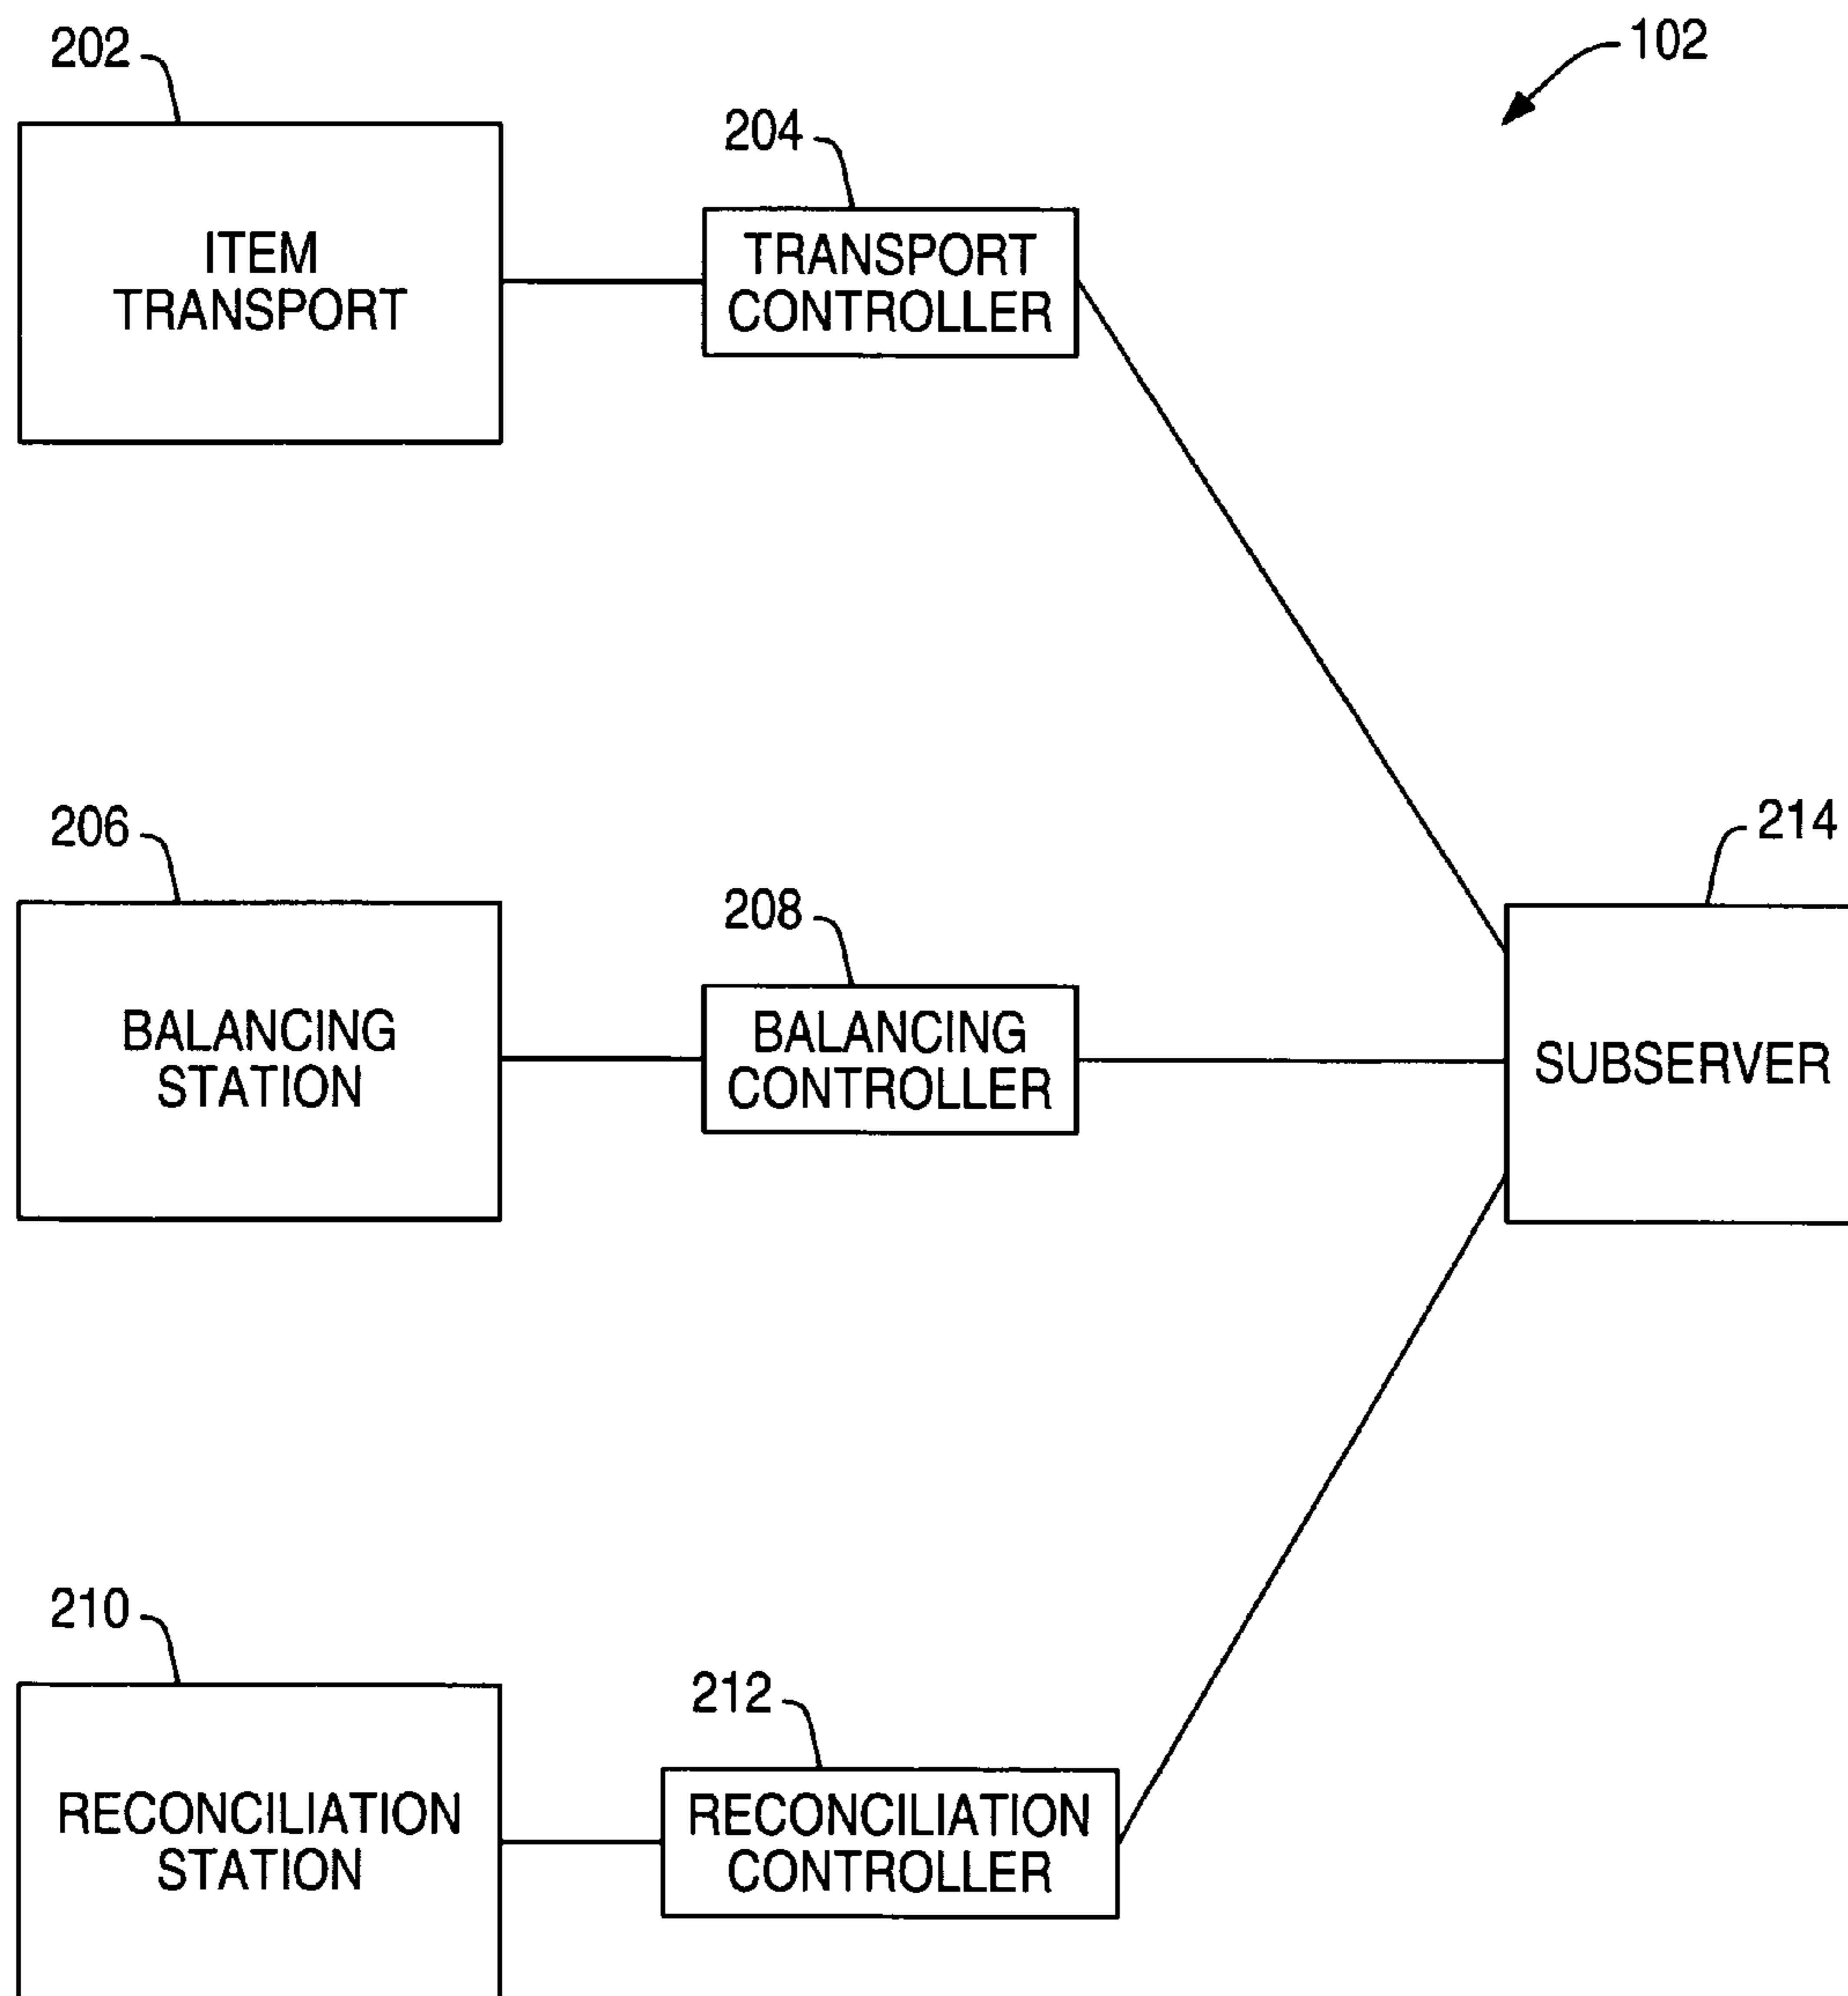 202
102
204
ITEM
TRANSPORT
TRANSPORT
CONTROLLER
206
214
208
BALANCING
STATION
BALANCING
CONTROLLER
SUBSERVER
210
212
RECONCILIATION
STATION
RECONCILIATION
CONTROLLER